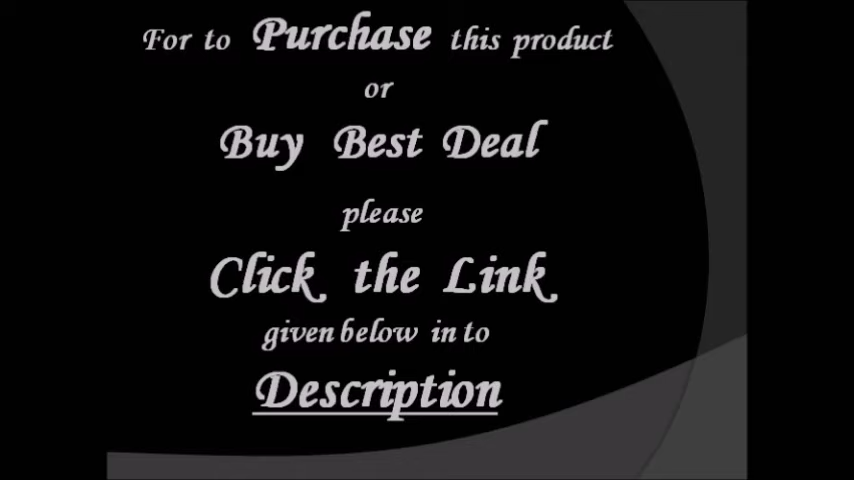 For to Purchase this product
or
Buy Best Deal
please
Click the Link
given below in to
Description